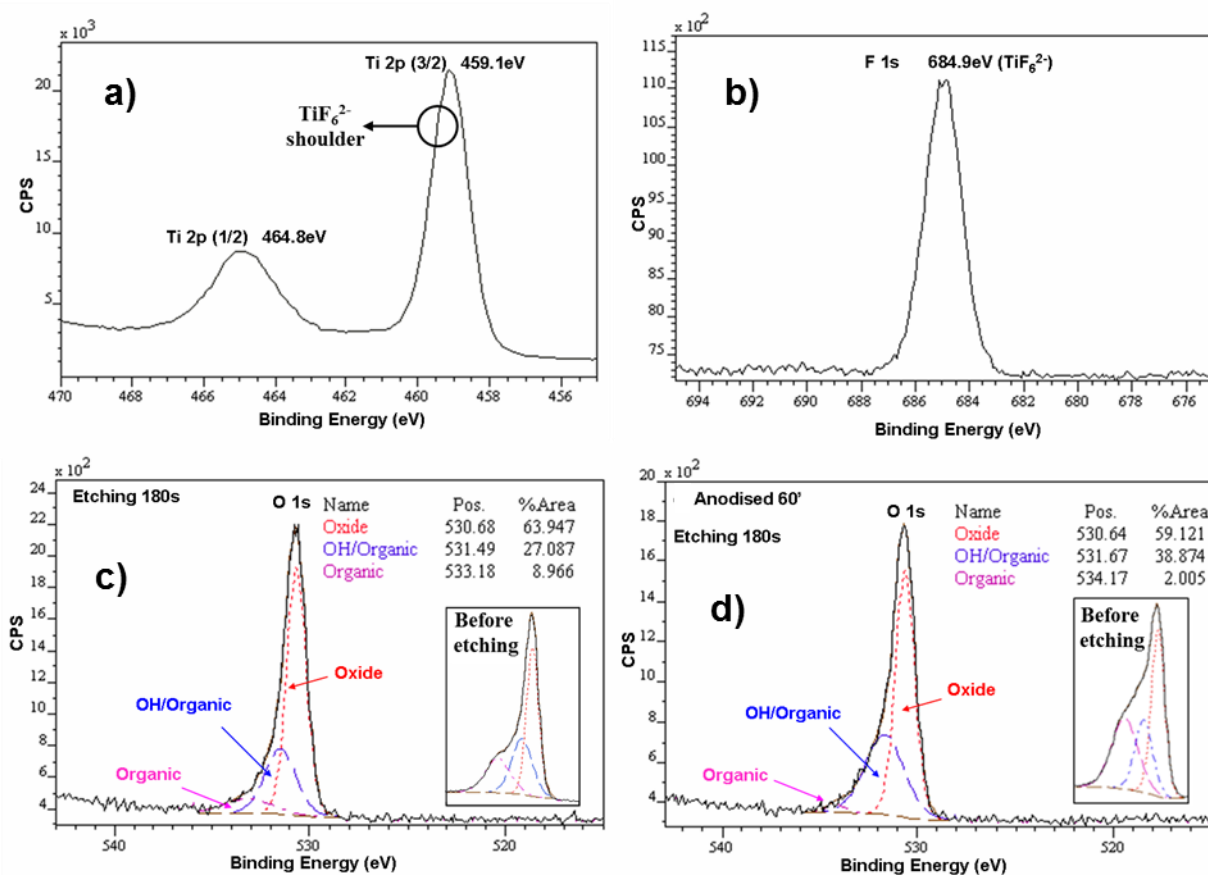 x 10³
a)
Ti 2p (3/2) 459.1eV
TiF₆²⁻
shoulder
Ti 2p (1/2) 464.8eV
CPS
20
15
10
5
470 468 466 464 462 460 458 456
Binding Energy (eV)
x 10²
b)
F 1s 684.9eV (TiF₆²⁻)
CPS
115
110
105
100
95
90
85
80
75
694 692 690 688 686 684 682 680 678 676
Binding Energy (eV)
x 10²
Etching 180s
O 1s
Name Pos. %Area
Oxide 530.68 63.947
OH/Organic 531.49 27.087
Organic 533.18 8.966
c)
Before
etching
Oxide
OH/Organic
Organic
CPS
24
22
20
18
16
14
12
10
8
6
4
540 530 520
Binding Energy (eV)
x 10²
Anodised 60'
Etching 180s
O 1s
Name Pos. %Area
Oxide 530.64 59.121
OH/Organic 531.67 38.874
Organic 534.17 2.005
d)
Before
etching
Oxide
OH/Organic
Organic
CPS
20
18
16
14
12
10
8
6
4
540 530 520
Binding Energy (eV)